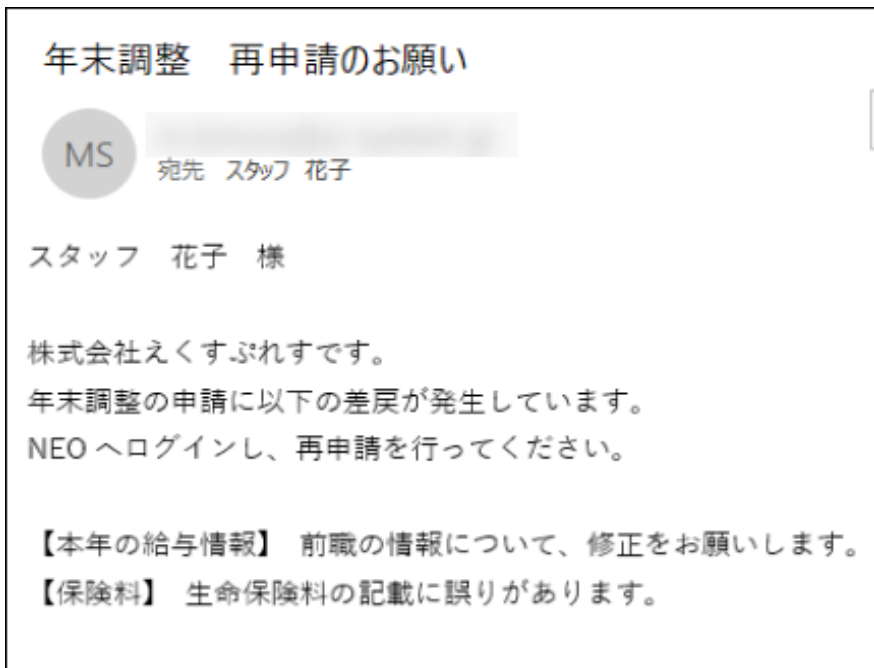 年末調整　再申請のお願い
MS
宛先　スタッフ 花子
スタッフ　花子　様
株式会社えくすぷれすです。
年末調整の申請に以下の差戻が発生しています。
NEO へログインし、再申請を行ってください。
【本年の給与情報】　前職の情報について、修正をお願いします。
【保険料】　生命保険料の記載に誤りがあります。